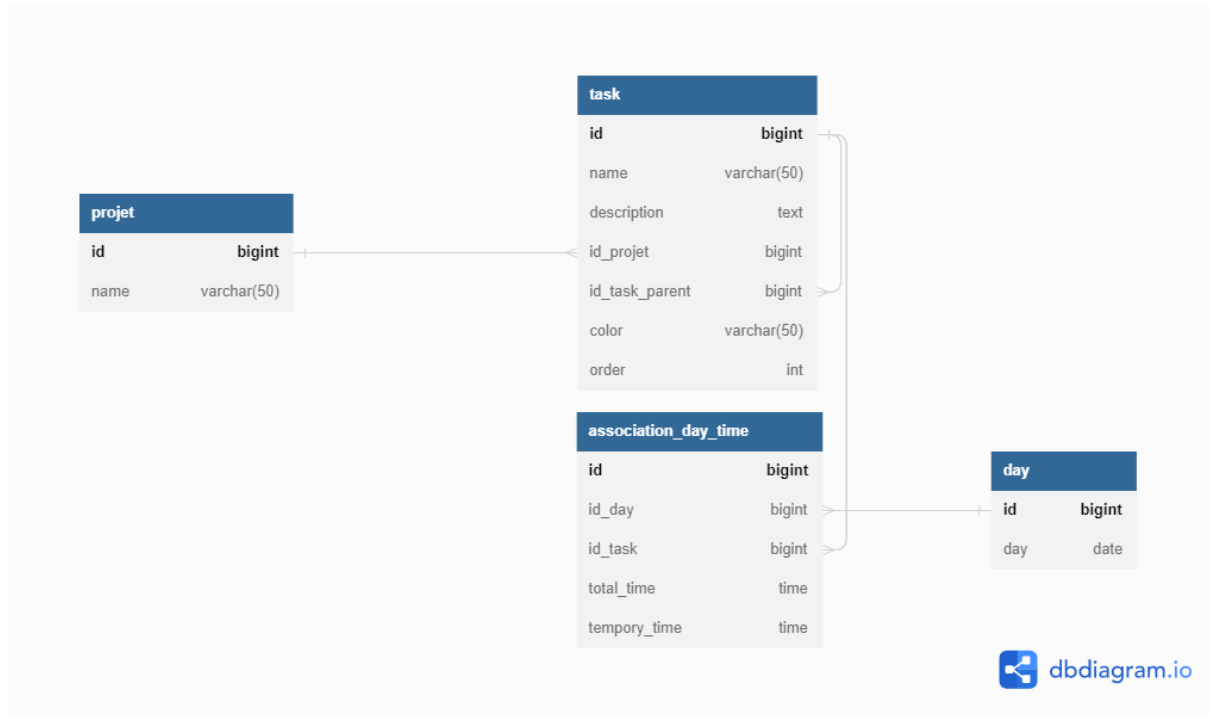 projet
id bigint
name varchar(50)
task
id bigint
name varchar(50)
description text
id_projet bigint
id_task_parent bigint
color varchar(50)
order int
association_day_time
id bigint
id_day bigint
id_task bigint
total_time time
tempory_time time
day
id bigint
day date
dbdiagram.io